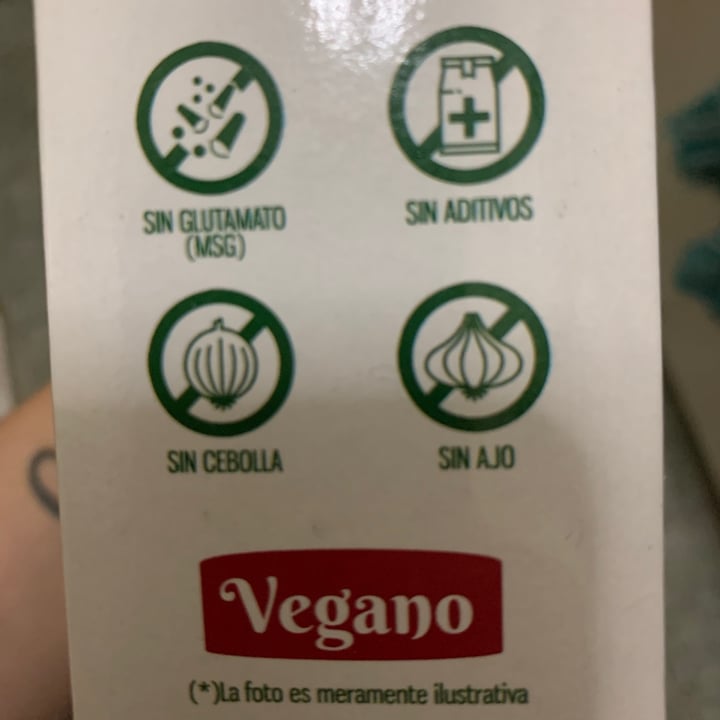 SIN GLUTAMATO
(MSG)
SIN ADITIVOS
SIN CEBOLLA
SIN AJO
Vegano
(*)La foto es meramente ilustrativa